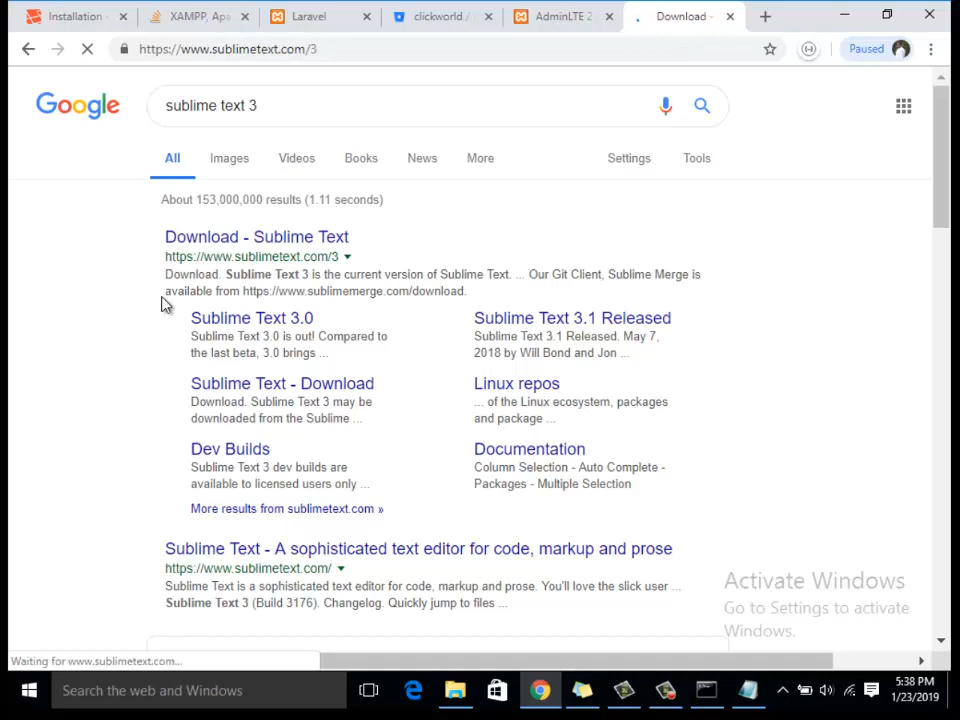 Installation
XAMPP, Apa
Laravel
clickworld /
AdminLTE 2
Download -
https://www.sublimetext.com/3
Paused
Google
sublime text 3
All Images Videos Books News More Settings Tools
About 153,000,000 results (1.11 seconds)
Download - Sublime Text
https://www.sublimetext.com/3
Download. Sublime Text 3 is the current version of Sublime Text. ... Our Git Client, Sublime Merge is
available from https://www.sublimemerge.com/download.
Sublime Text 3.0
Sublime Text 3.0 is out! Compared to
the last beta, 3.0 brings ...
Sublime Text 3.1 Released
Sublime Text 3.1 Released. May 7,
2018 by Will Bond and Jon ...
Sublime Text - Download
Download. Sublime Text 3 may be
downloaded from the Sublime ...
Linux repos
... of the Linux ecosystem, packages
and package ...
Dev Builds
Sublime Text 3 dev builds are
available to licensed users only ...
Documentation
Column Selection - Auto Complete -
Packages - Multiple Selection
More results from sublimetext.com »
Sublime Text - A sophisticated text editor for code, markup and prose
https://www.sublimetext.com/
Sublime Text is a sophisticated text editor for code, markup and prose. You'll love the slick user ...
Sublime Text 3 (Build 3176). Changelog. Quickly jump to files ...
Activate Windows
Go to Settings to activate
Windows.
Waiting for www.sublimetext.com...
Search the web and Windows
5:38 PM
1/23/2019